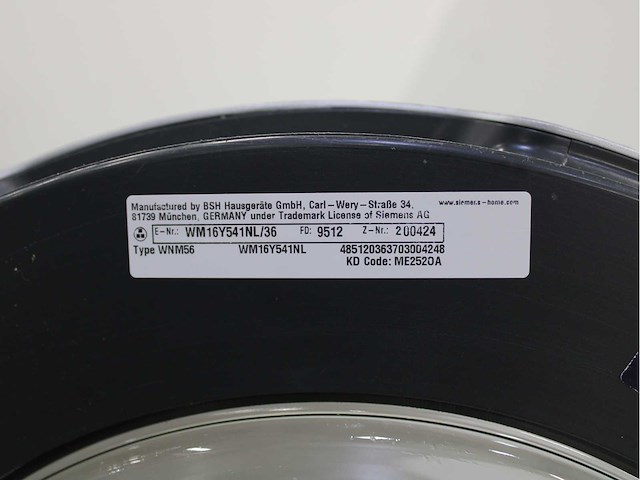 Manufactured by BSH Hausgeräte GmbH, Carl-Wery-Straße 34,
www.siemens-home.com
81739 München, GERMANY under Trademark License of Siemens AG
E-Nr.: WM16Y541NL/36 FD: 9512 Z-Nr.: 200424
Type WNM56 WM16Y541NL 485120363703004248
KD Code: ME252OA